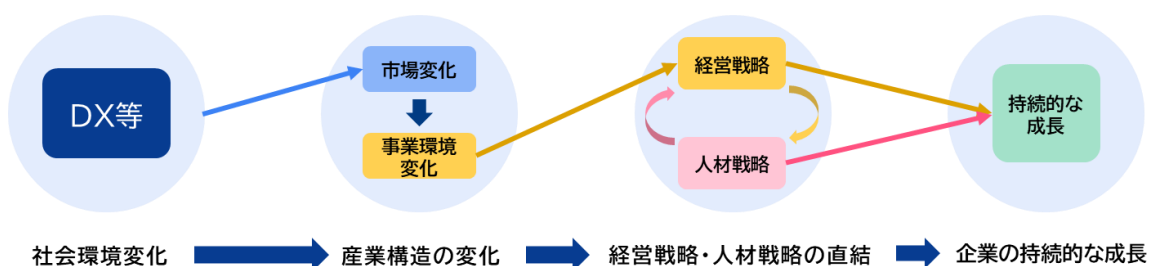 DX等
市場変化
事業環境
変化
経営戦略
人材戦略
持続的な
成長
社会環境変化
産業構造の変化
経営戦略・人材戦略の直結
企業の持続的な成長